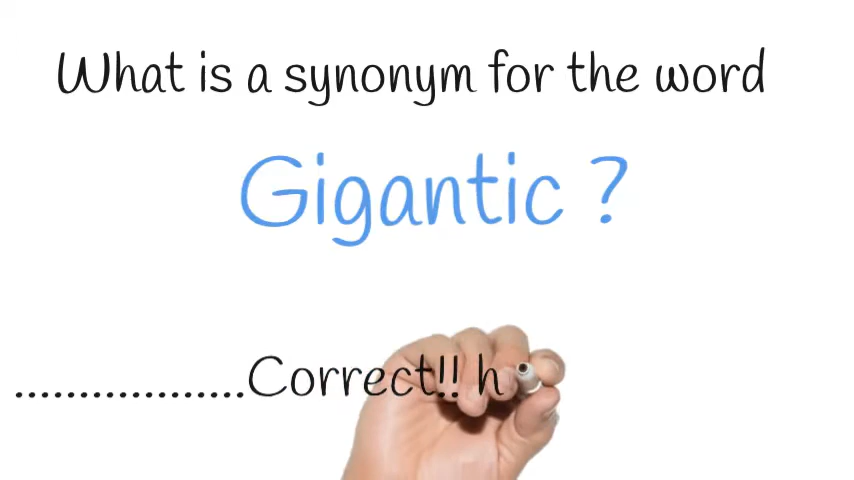 What is a synonym for the word
Gigantic ?
..................Correct!! h